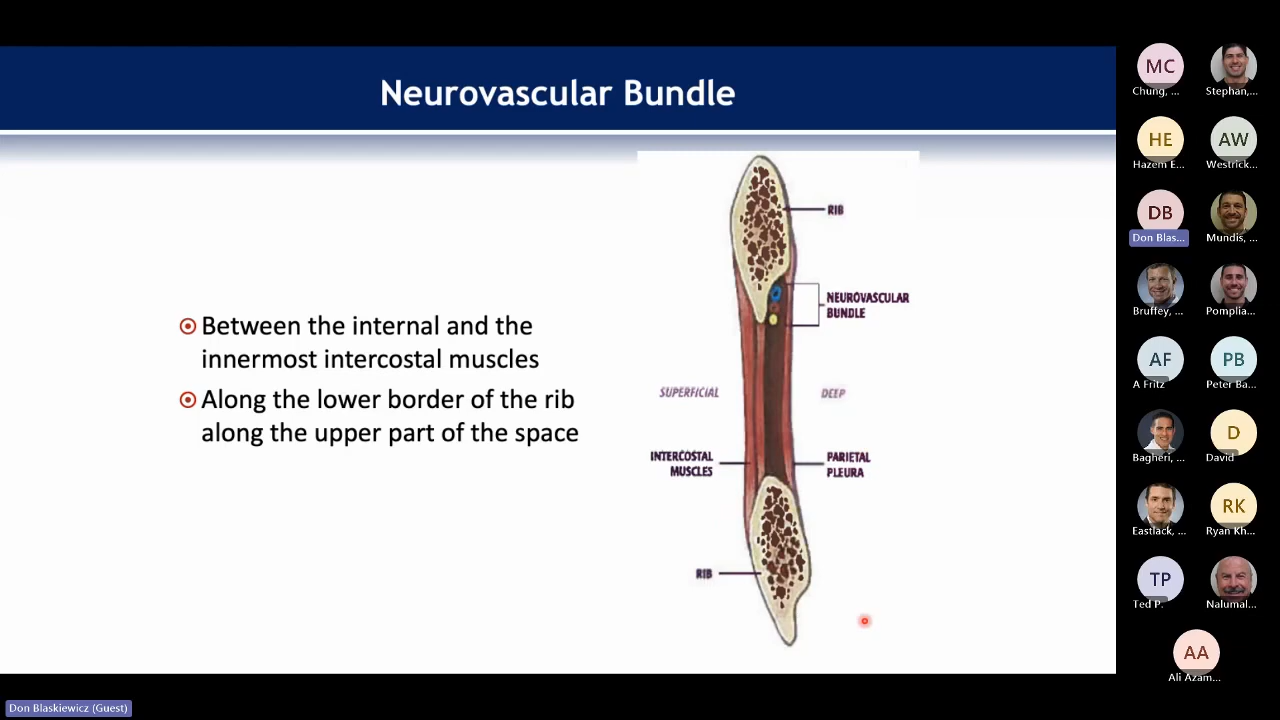 Neurovascular Bundle
Between the internal and the
innermost intercostal muscles
Along the lower border of the rib
along the upper part of the space
RIB
NEUROVASCULAR
BUNDLE
SUPERFICIAL
DEEP
INTERCOSTAL
MUSCLES
PARIETAL
PLEURA
RIB
MC
Chung, ...
Stephan,...
HE
Hazem E...
AW
Westrick...
DB
Don Blas...
Mundis, ...
Bruffey, ...
Pomplia...
AF
A Fritz
PB
Peter Ba...
Bagheri, ...
D
David
Eastlack, ...
RK
Ryan Kh...
TP
Ted P.
Nalumal...
AA
Ali Azam...
Don Blaskiewicz (Guest)